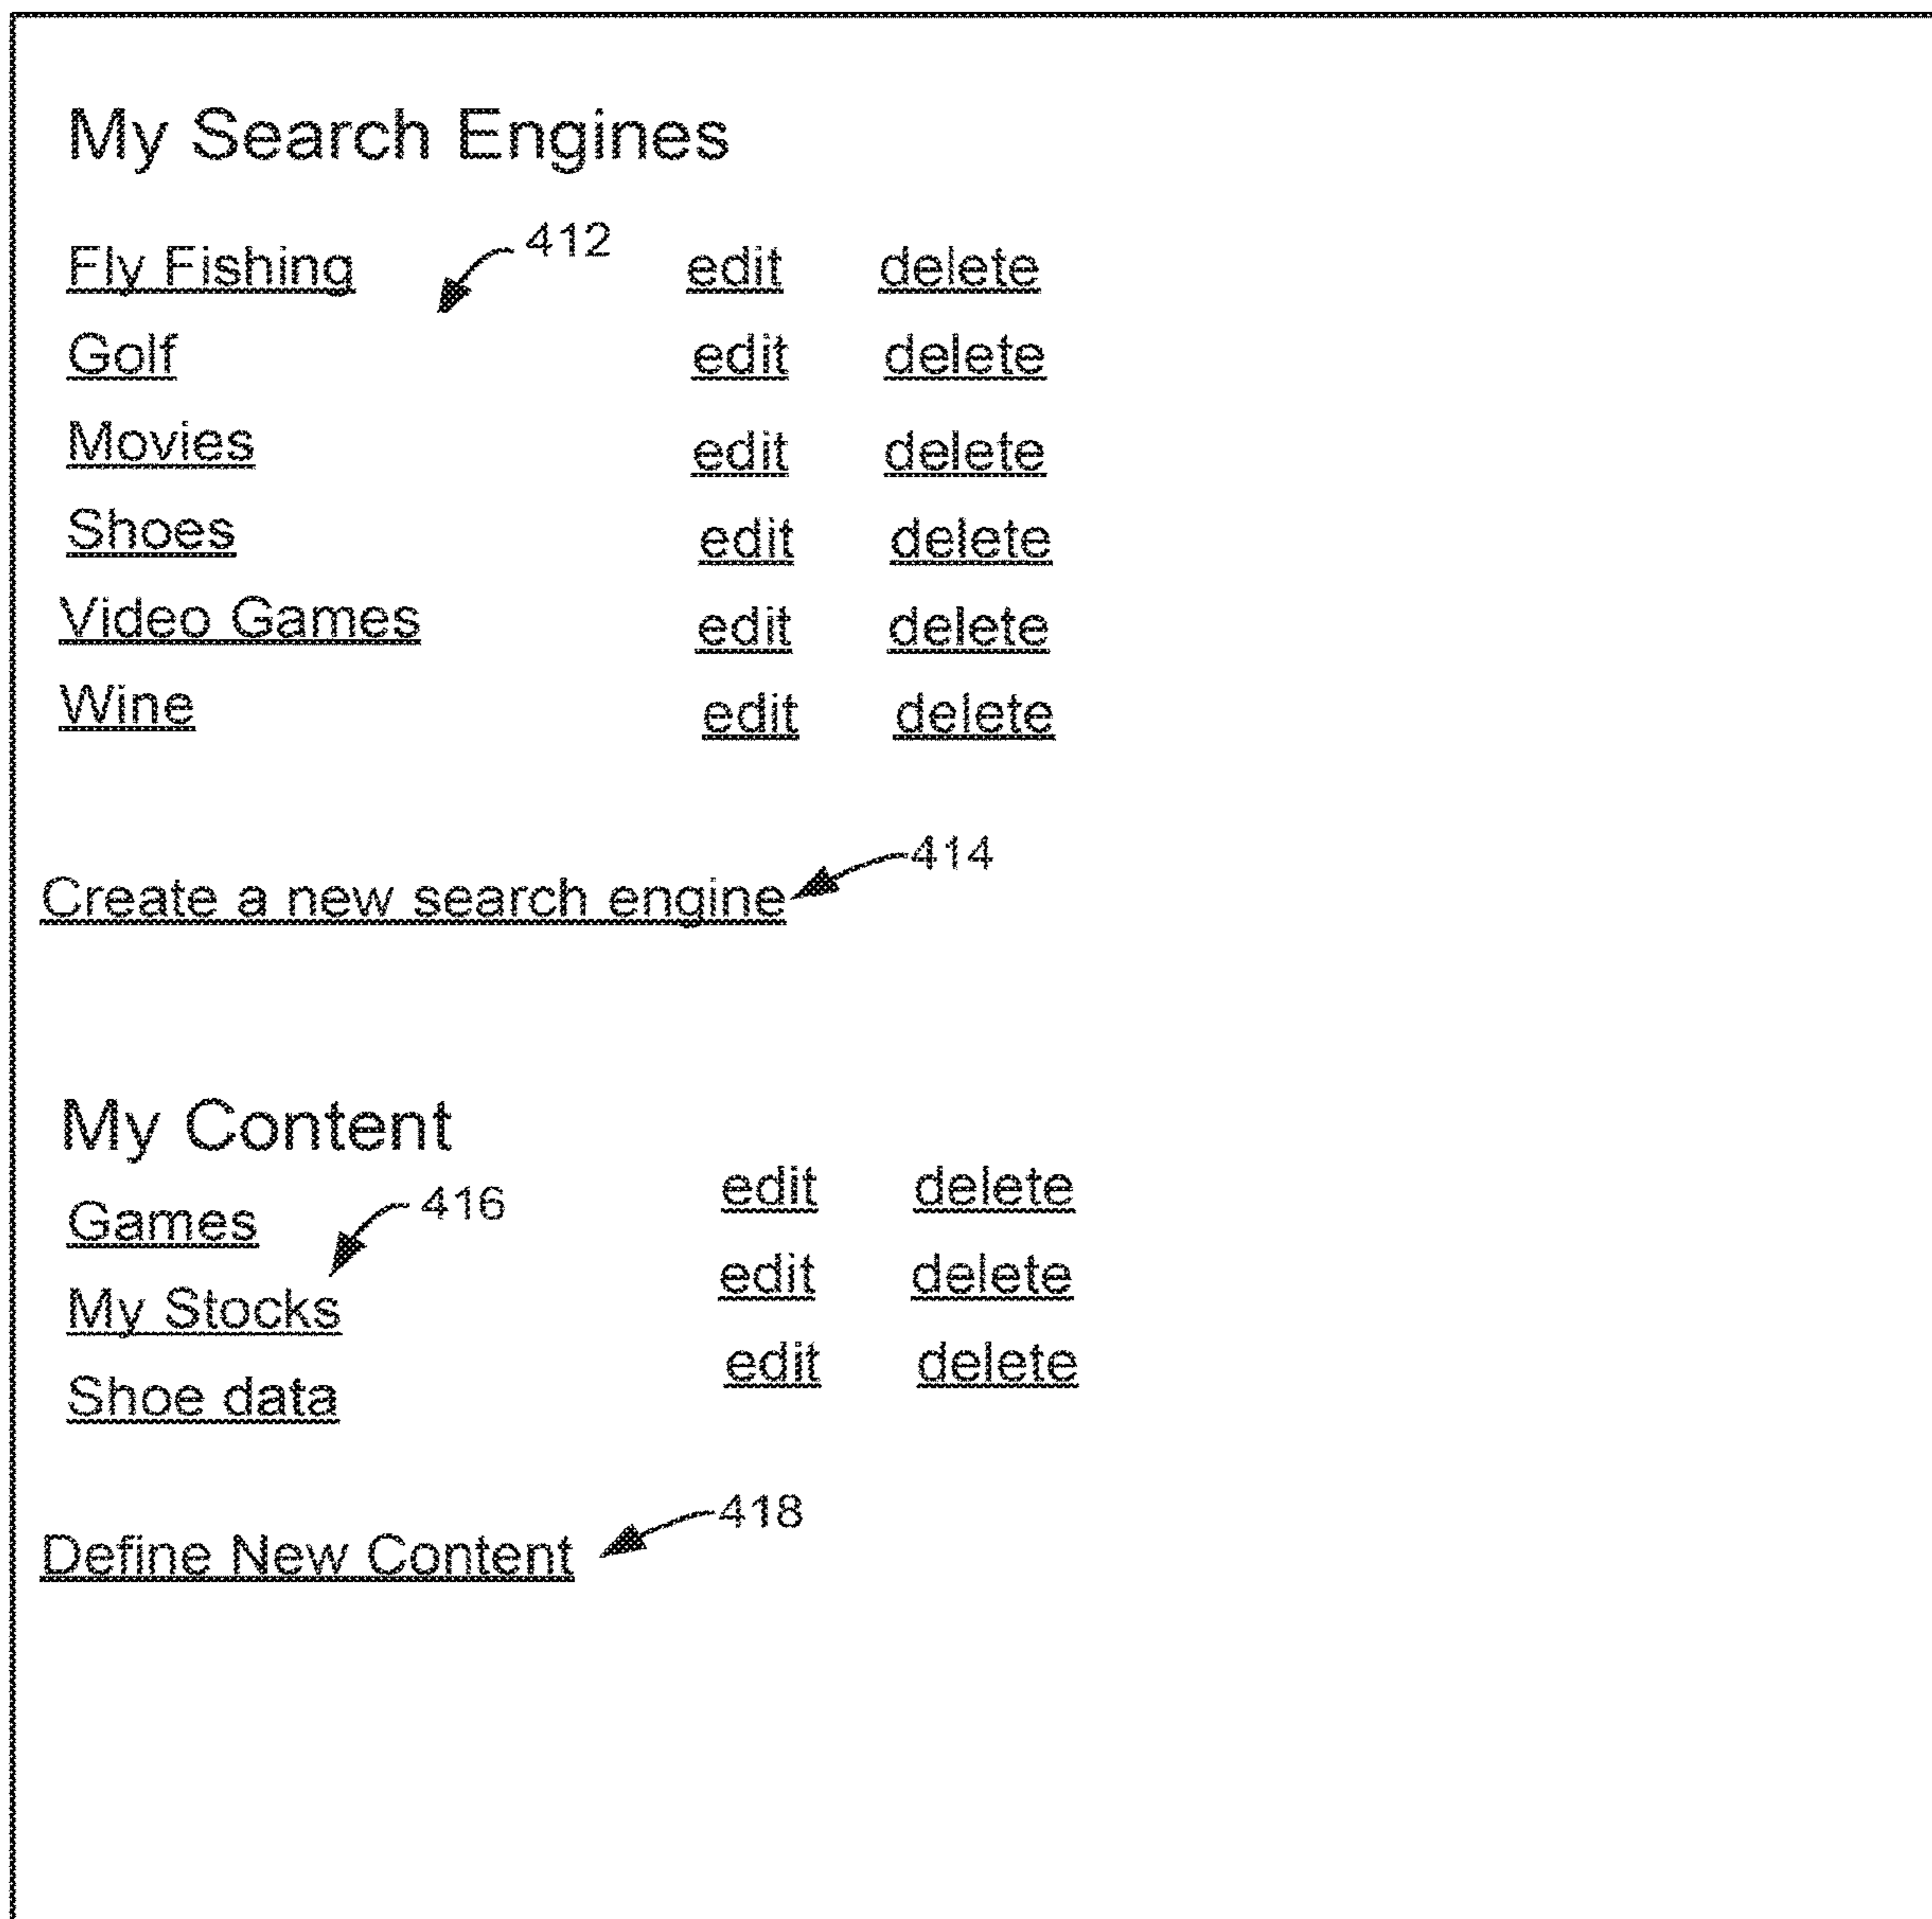 My Search Engines
Fly Fishing 412 edit delete
Golf edit delete
Movies edit delete
Shoes edit delete
Video Games edit delete
Wine edit delete
Create a new search engine 414
My Content
Games 416 edit delete
My Stocks edit delete
Shoe data edit delete
Define New Content 418